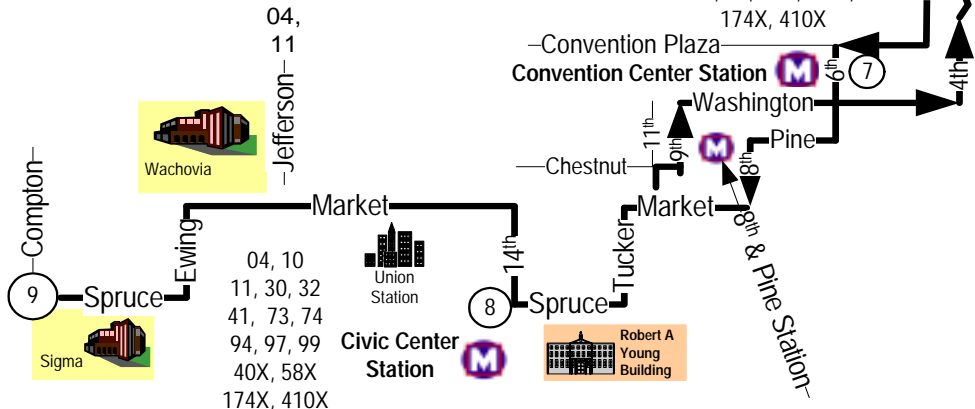 04,
11
174X, 410X
Convention Plaza
Convention Center Station M
6th
7
4th
Washington
11th
9th
M
Pine
8th
Chestnut
Jefferson
Wachovia
Compton
Market
Market
Ewing
8th & Pine Station
04, 10
11, 30, 32
41, 73, 74
94, 97, 99
40X, 58X
174X, 410X
Union
Station
14th
Tucker
9
Spruce
8
Spruce
Sigma
Civic Center
Station M
Robert A
Young
Building